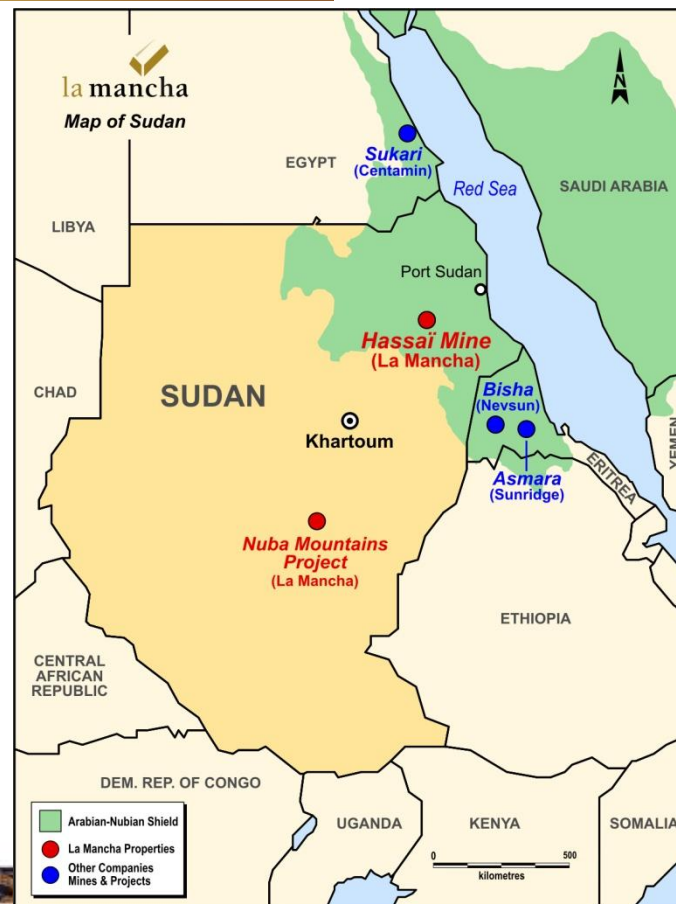 la mancha
Map of Sudan
N
EGYPT
Sukari
(Centamin)
Red Sea
SAUDI ARABIA
LIBYA
Port Sudan
Hassaï Mine
(La Mancha)
CHAD
SUDAN
Bisha
(Nevsun)
Khartoum
YEMEN
ERITREA
Asmara
(Sunridge)
Nuba Mountains
Project
(La Mancha)
ETHIOPIA
CENTRAL
AFRICAN
REPUBLIC
DEM. REP. OF CONGO
UGANDA
KENYA
SOMALIA
Arabian-Nubian Shield
La Mancha Properties
Other Companies
Mines & Projects
0 500
kilometres